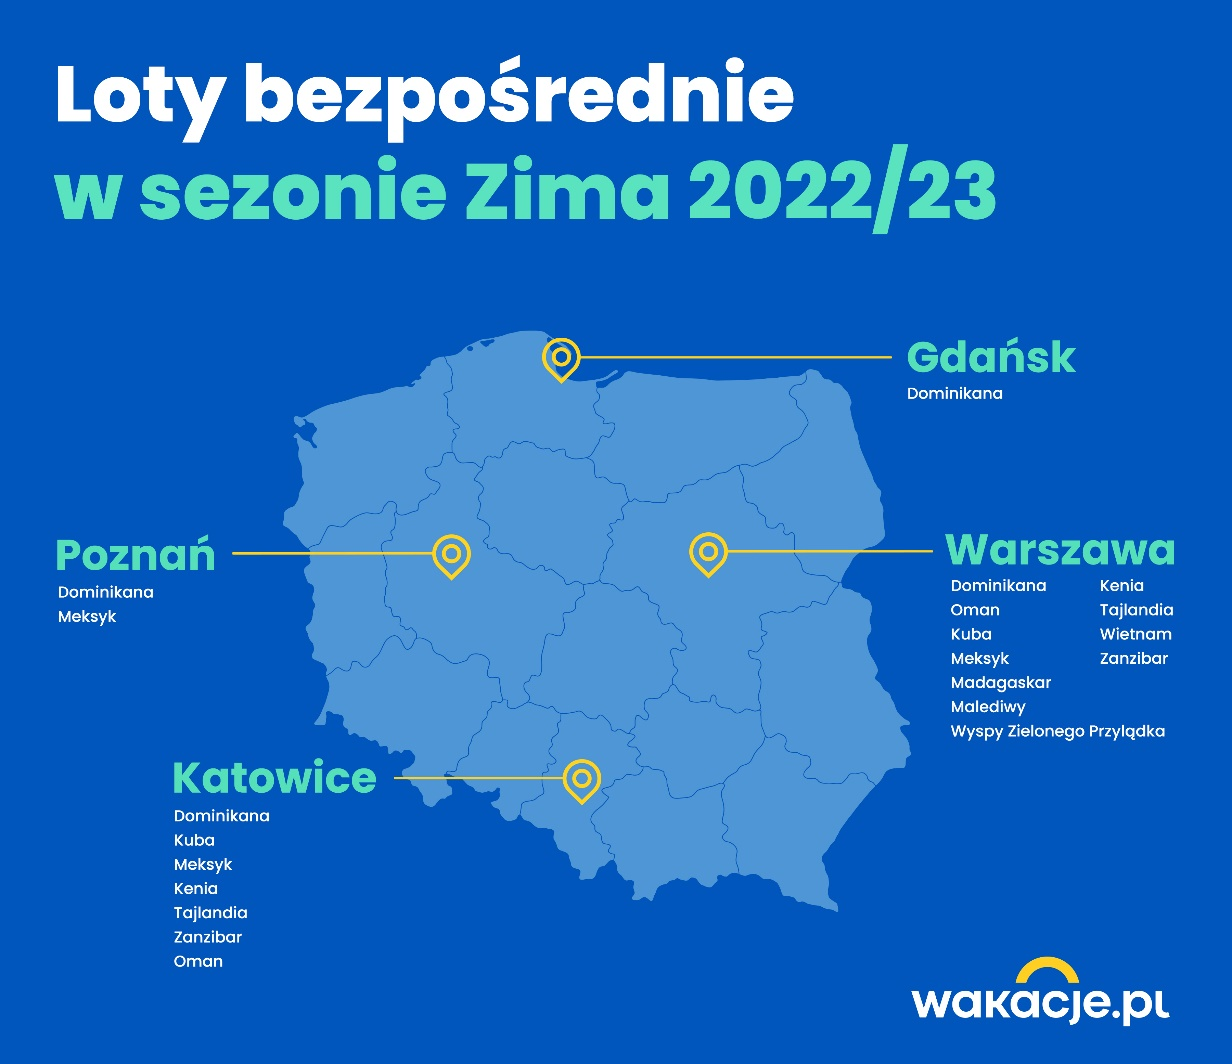 Loty bezpośrednie
w sezonie Zima 2022/23
Gdańsk
Dominikana
Poznań
Dominikana
Meksyk
Warszawa
Dominikana
Oman
Kuba
Meksyk
Madagaskar
Malediwy
Wyspy Zielonego Przylądka
Kenia
Tajlandia
Wietnam
Zanzibar
Katowice
Dominikana
Kuba
Meksyk
Kenia
Tajlandia
Zanzibar
Oman
wakacje.pl